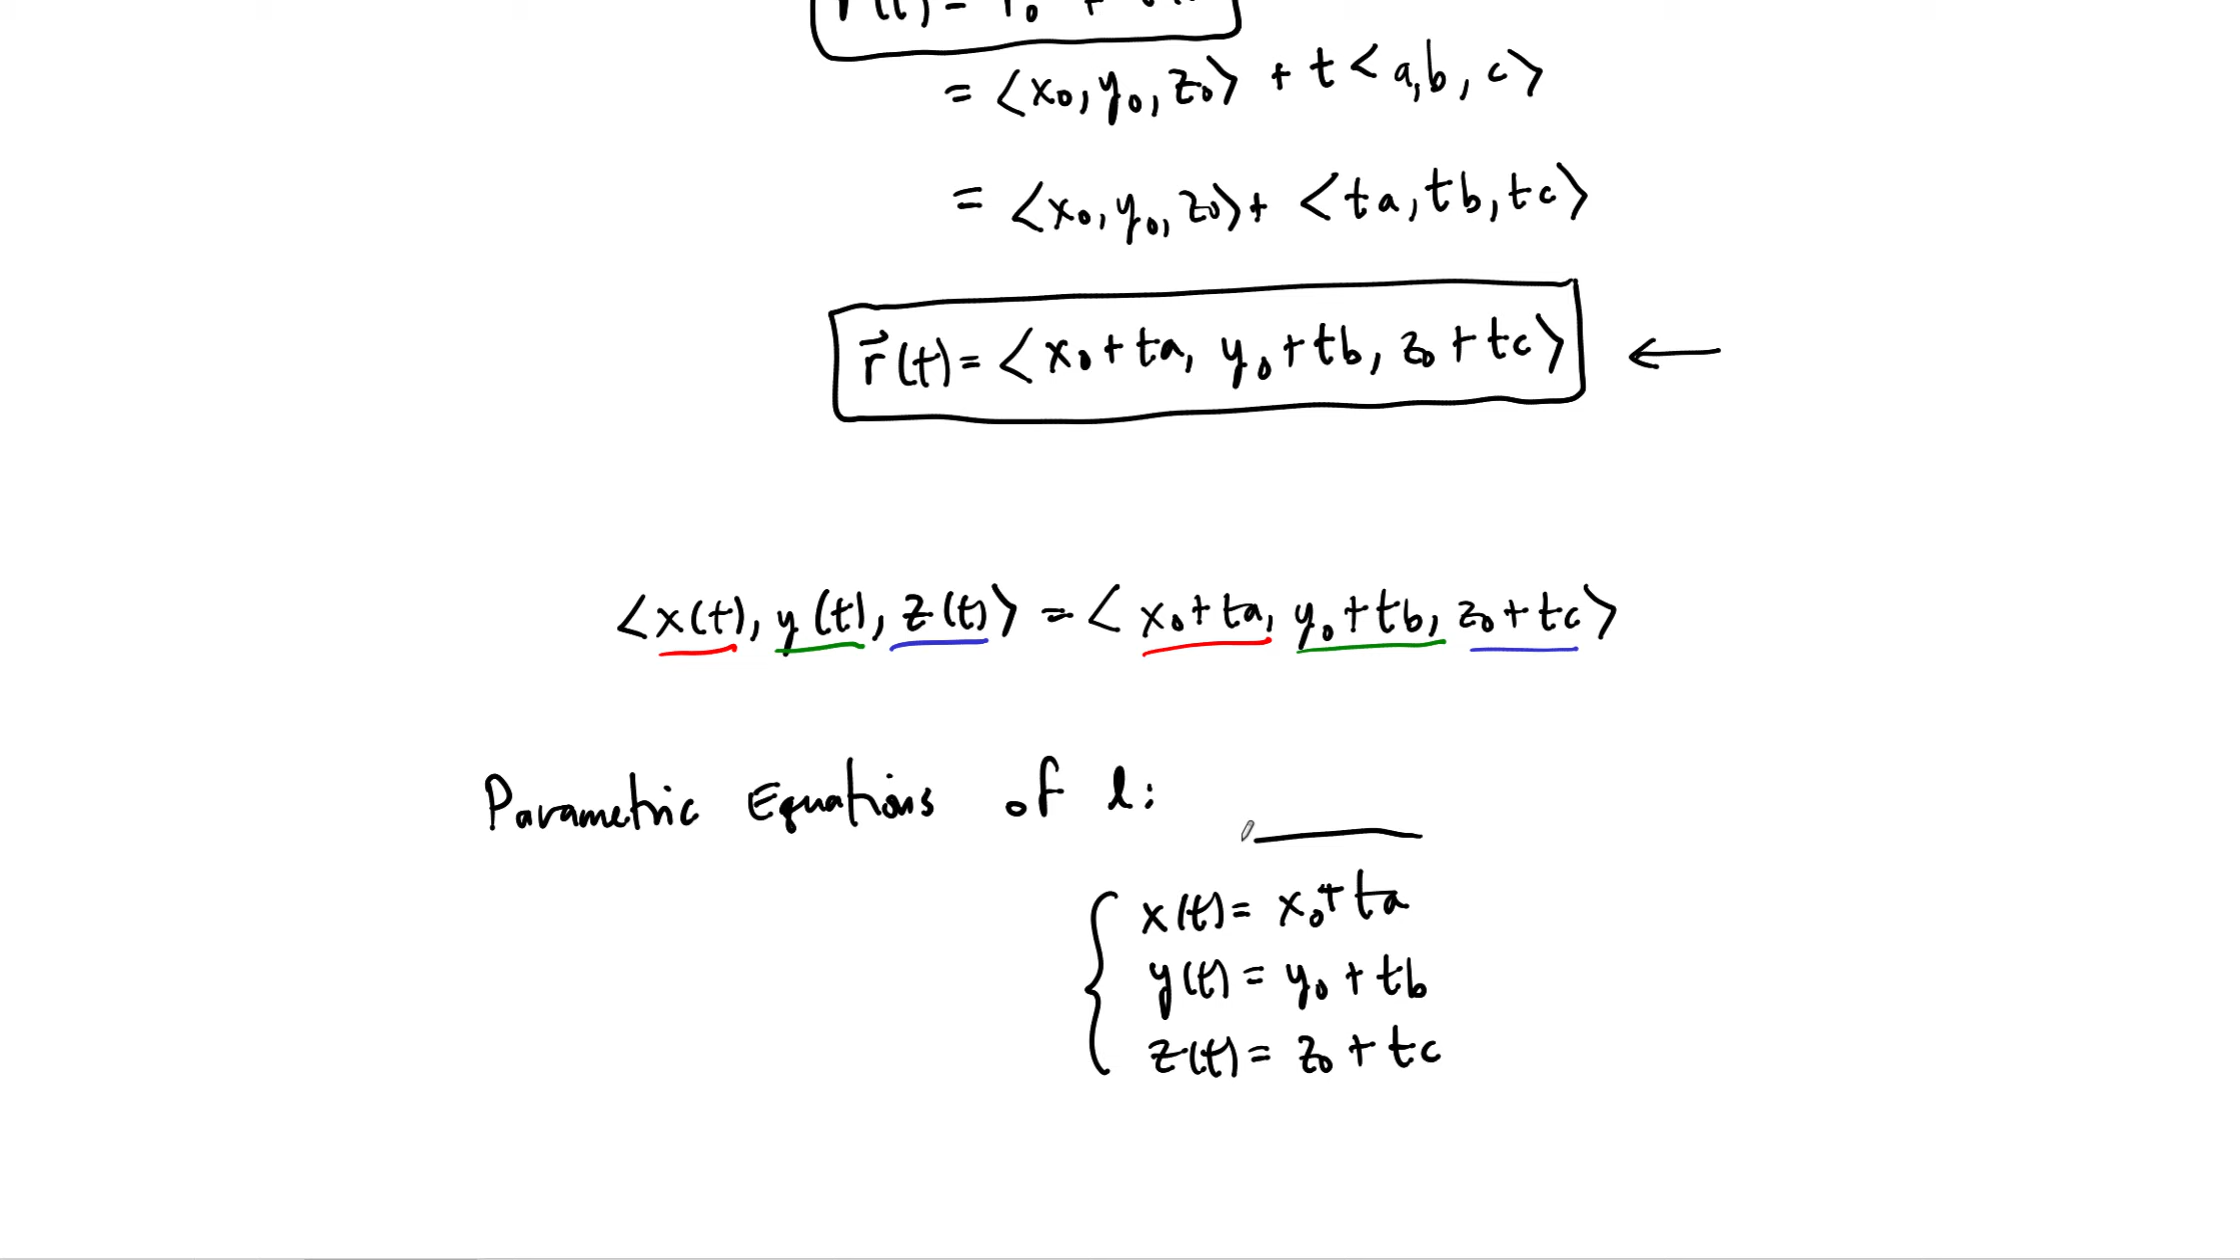 = ⟨x₀, y₀, z₀⟩ + t⟨a, b, c⟩
= ⟨x₀, y₀, z₀⟩ + ⟨ta, tb, tc⟩
r⃗(t) = ⟨x₀ + ta, y₀ + tb, z₀ + tc⟩ ←
⟨x(t), y(t), z(t)⟩ = ⟨x₀ + ta, y₀ + tb, z₀ + tc⟩
Parametric Equations of l:
x(t) = x₀ + ta
y(t) = y₀ + tb
z(t) = z₀ + tc